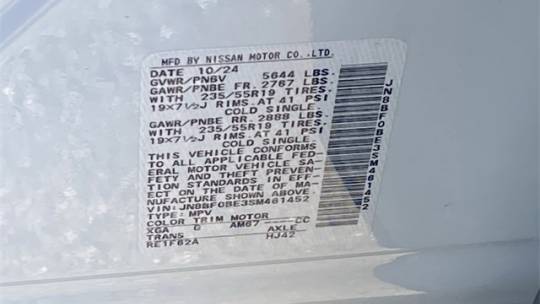 MFD BY NISSAN MOTOR CO.,LTD.
DATE 10/24 5644 LBS.
GVWR/PNBV
GAWR/PNBE FR. 2767 LBS.
WITH 235/55R19 TIRES.
19X7½J RIMS.AT 41 PSI
COLD SINGLE.
GAWR/PNBE RR. 2888 LBS.
WITH 235/55R19 TIRES.
19X7½J RIMS.AT 41 PSI
COLD SINGLE.
THIS VEHICLE CONFORMS
TO ALL APPLICABLE FED-
ERAL MOTOR VEHICLE SA-
FETY AND THEFT PREVEN-
TION STANDARDS IN EFF-
ECT ON THE DATE OF MA-
NUFACTURE SHOWN ABOVE.
VIN:JN8BF0BE3SM461452
TYPE: MPV
COLOR TRIM MOTOR
XGA G AM67-----CC
TRANS AXLE
RE1F62A HJ42
JN8BF0BE3SM461452